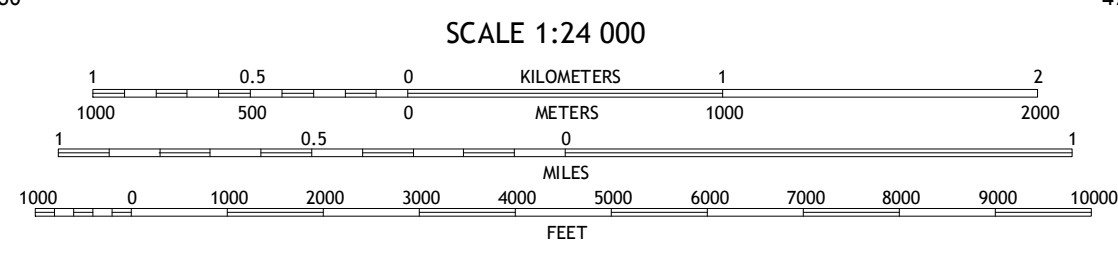 SCALE 1:24 000
1 0.5 0 KILOMETERS 1 2
1000 500 0 METERS 1000 2000
1 0.5 0 1
MILES
1000 0 1000 2000 3000 4000 5000 6000 7000 8000 9000 10000
FEET